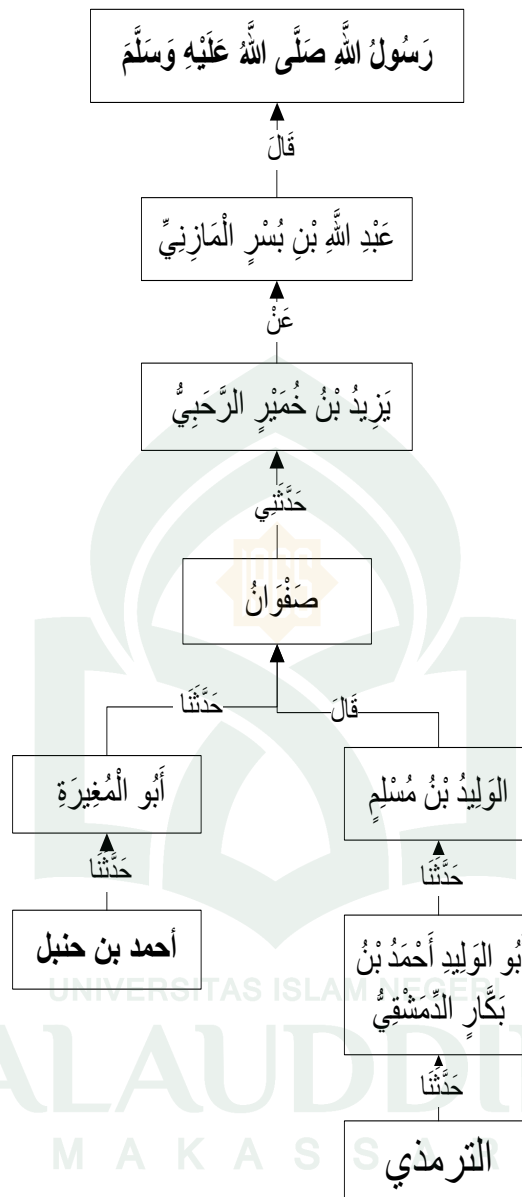 رَسُولُ اللَّهِ صَلَّى اللَّهُ عَلَيْهِ وَسَلَّمَ
قَالَ
عَبْدِ اللَّهِ بْنِ بُسْرٍ الْمَازِنِيِّ
عَنْ
يَزِيدُ بْنُ خُمَيْرٍ الرَّحَبِيُّ
حَدَّثَنِي
صَفْوَانُ
قَالَ
حَدَّثَنَا
الوَلِيدُ بْنُ مُسْلِمٍ
أَبُو الْمُغِيرَةِ
حَدَّثَنَا
حَدَّثَنَا
أَبُو الوَلِيدِ أَحْمَدُ بْنُ
بَكَّارٍ الدِّمَشْقِيُّ
أحمد بن حنبل
UNIVERSITAS ISLAM NEGERI
ALAUDDIN
حَدَّثَنَا
الترمذي
MAKASSAR